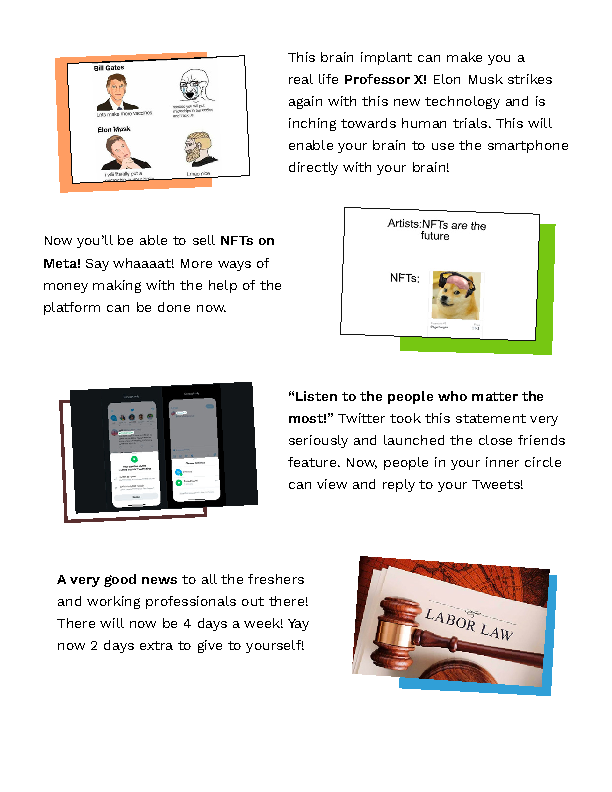 Bill Gates
Lets make more vaccines
Elon Musk
I will literally put a
Lmao nice
This brain implant can make you a
real life Professor X! Elon Musk strikes
again with this new technology and is
inching towards human trials. This will
enable your brain to use the smartphone
directly with your brain!
Now you’ll be able to sell NFTs on
Meta! Say whaaaat! More ways of
money making with the help of the
platform can be done now.
Artists:NFTs are the
future
NFTs:
“Listen to the people who matter the
most!” Twitter took this statement very
seriously and launched the close friends
feature. Now, people in your inner circle
can view and reply to your Tweets!
A very good news to all the freshers
and working professionals out there!
There will now be 4 days a week! Yay
now 2 days extra to give to yourself!
LABOR LAW